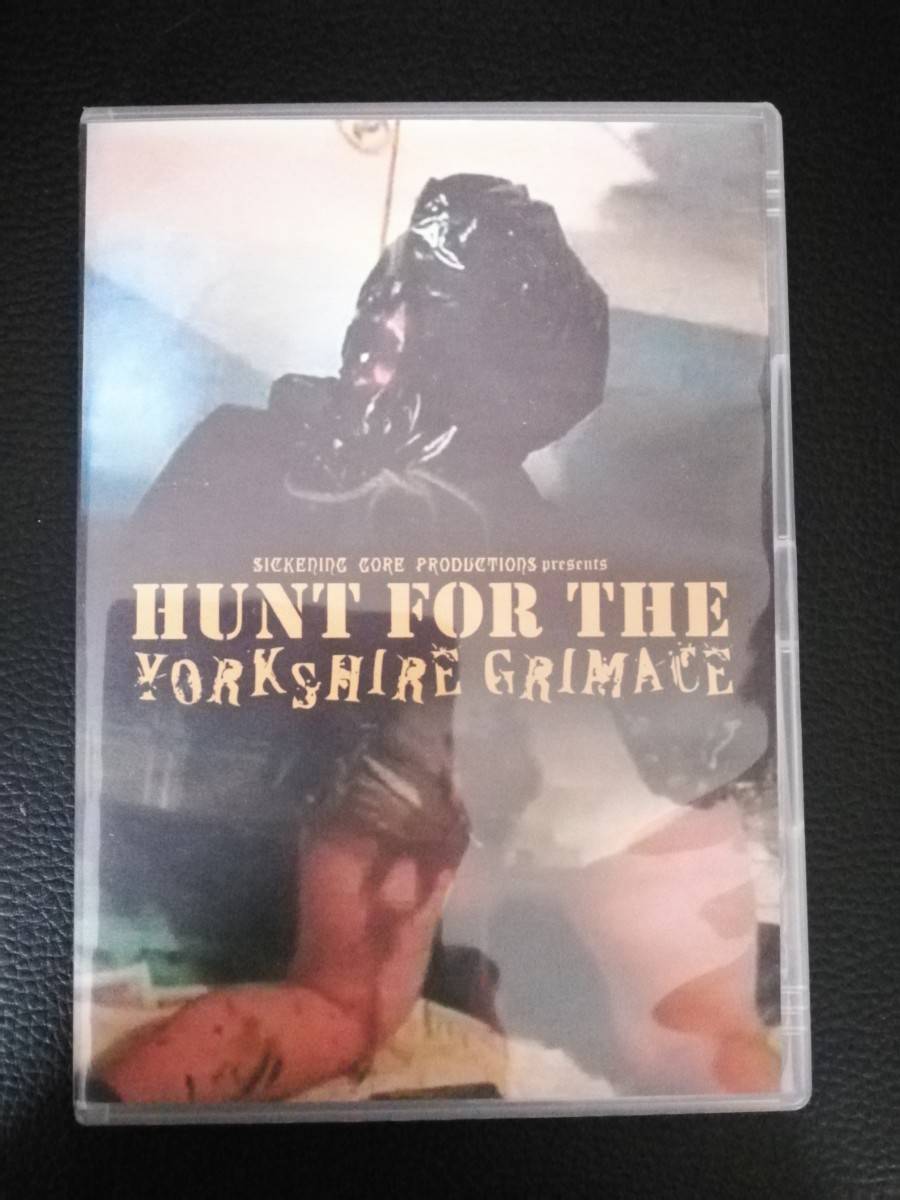 SICKENING GORE PRODUCTIONS presents
HUNT FOR THE
YORKSHIRE GRIMACE